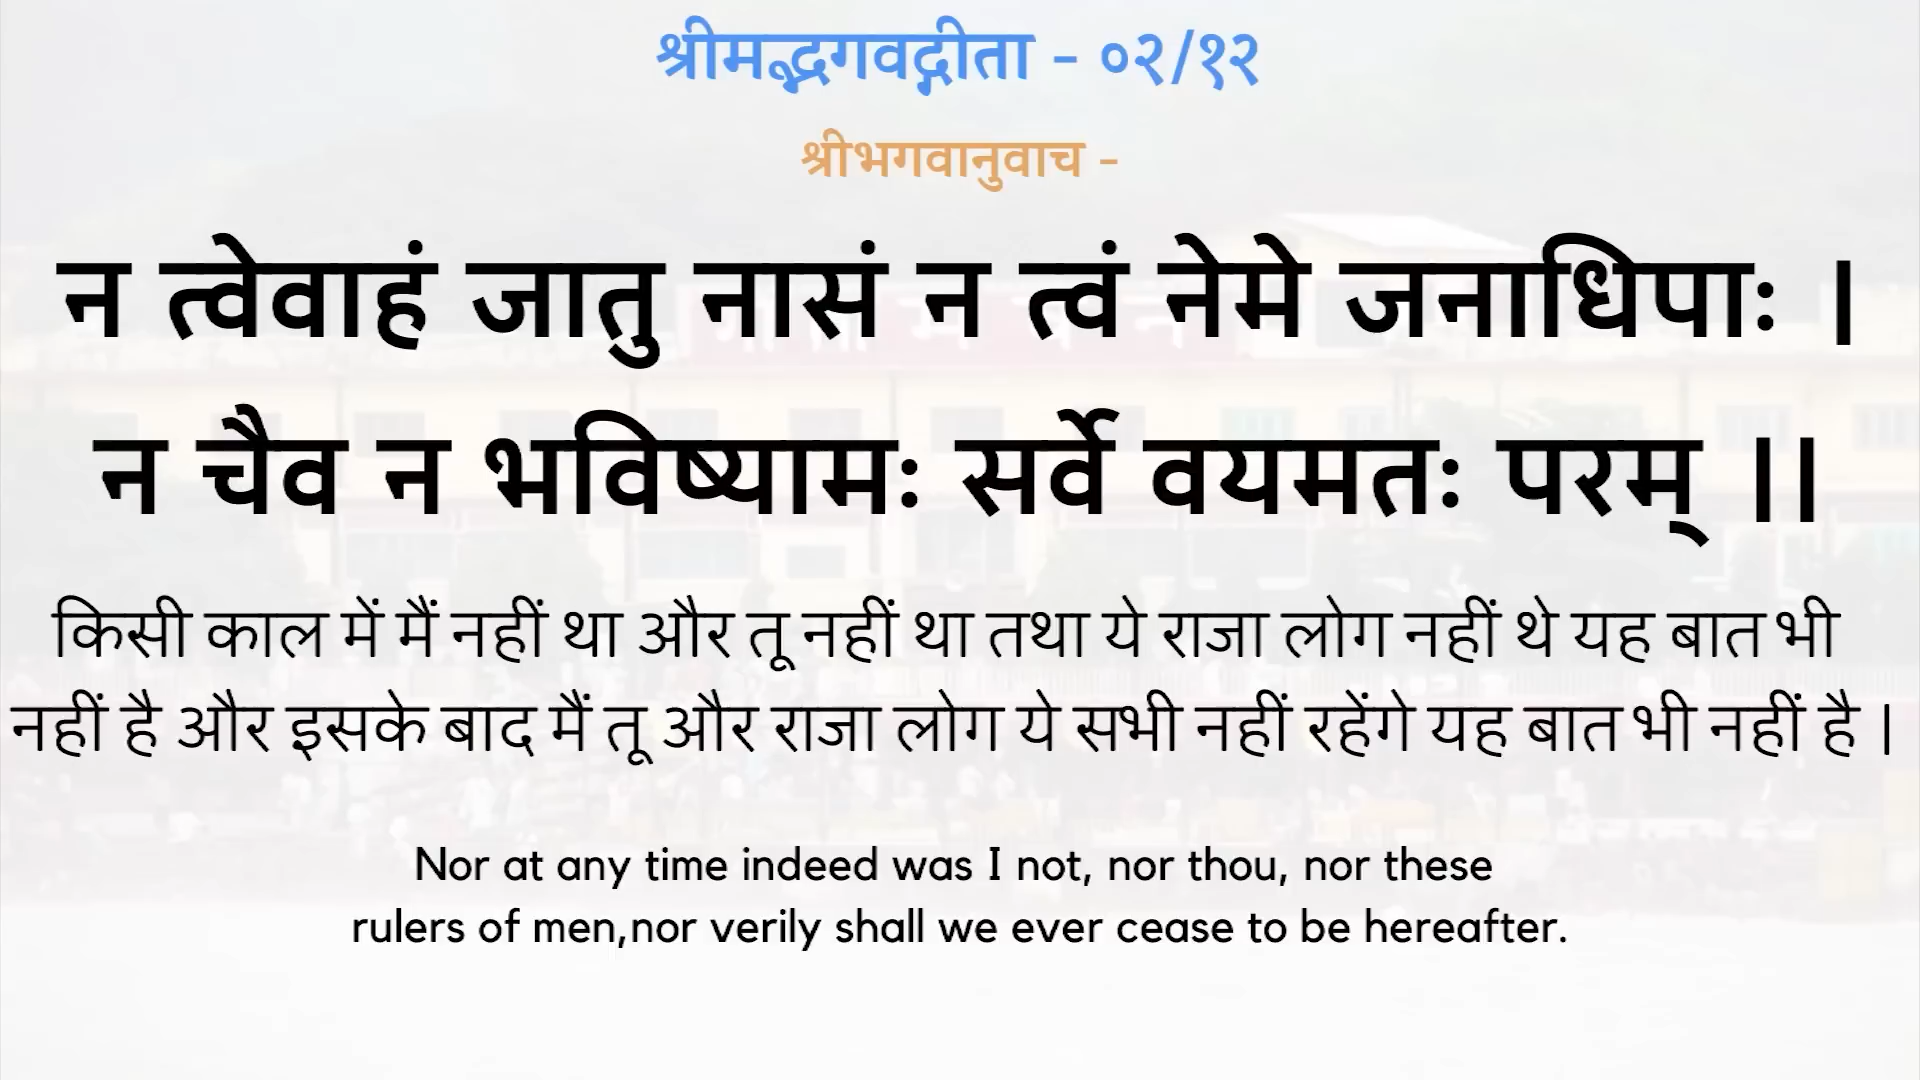 श्रीमद्भगवद्गीता - ०२/१२
श्रीभगवानुवाच -
न त्वेवाहं जातु नासं न त्वं नेमे जनाधिपाः ।
न चैव न भविष्यामः सर्वे वयमतः परम् ।।
किसी काल में मैं नहीं था और तू नहीं था तथा ये राजा लोग नहीं थे यह बात भी
नहीं है और इसके बाद मैं तू और राजा लोग ये सभी नहीं रहेंगे यह बात भी नहीं है ।
Nor at any time indeed was I not, nor thou, nor these
rulers of men,nor verily shall we ever cease to be hereafter.